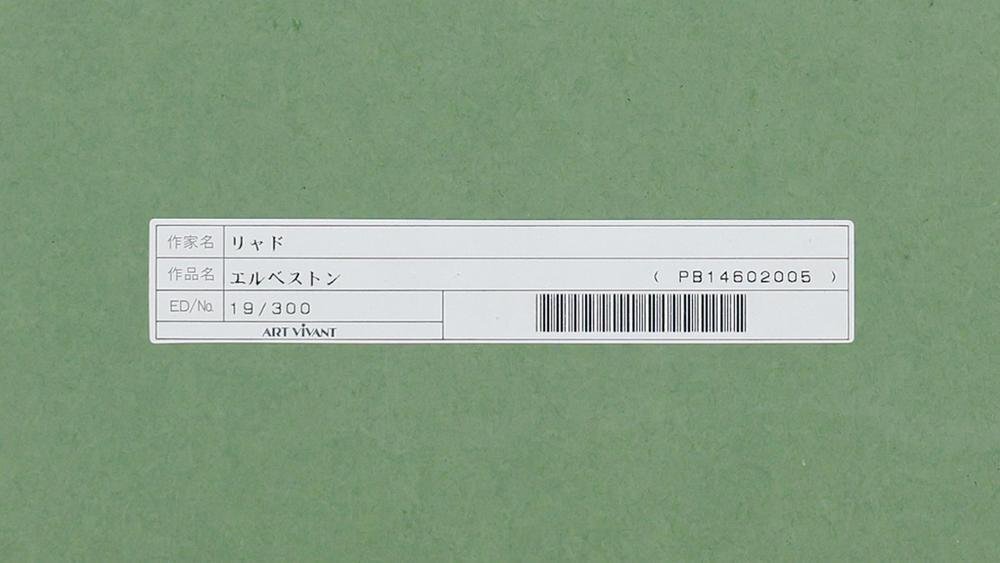 作家名 リャド
作品名 エルベストン ( PB14602005 )
ED/No. 19/300
ART ViVANT